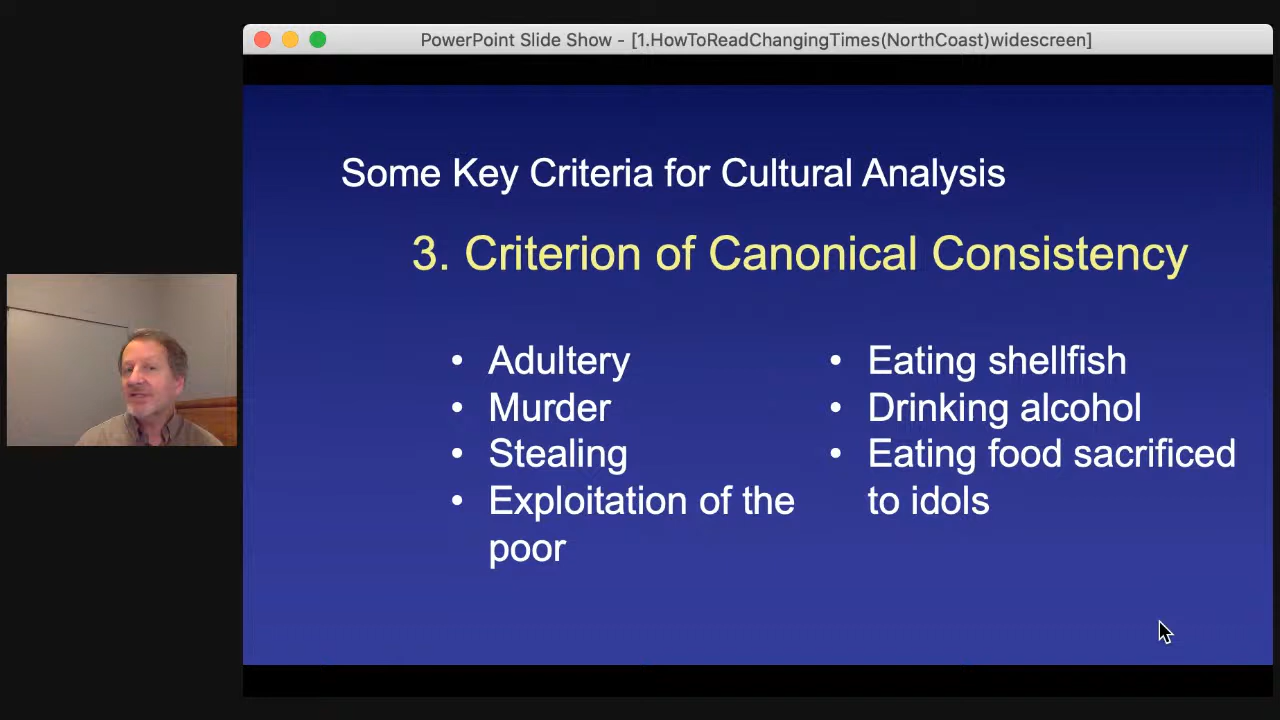 PowerPoint Slide Show - [1.HowToReadChangingTimes(NorthCoast)widescreen]
Some Key Criteria for Cultural Analysis
3. Criterion of Canonical Consistency
• Adultery
• Murder
• Stealing
• Exploitation of the
poor
• Eating shellfish
• Drinking alcohol
• Eating food sacrificed
to idols